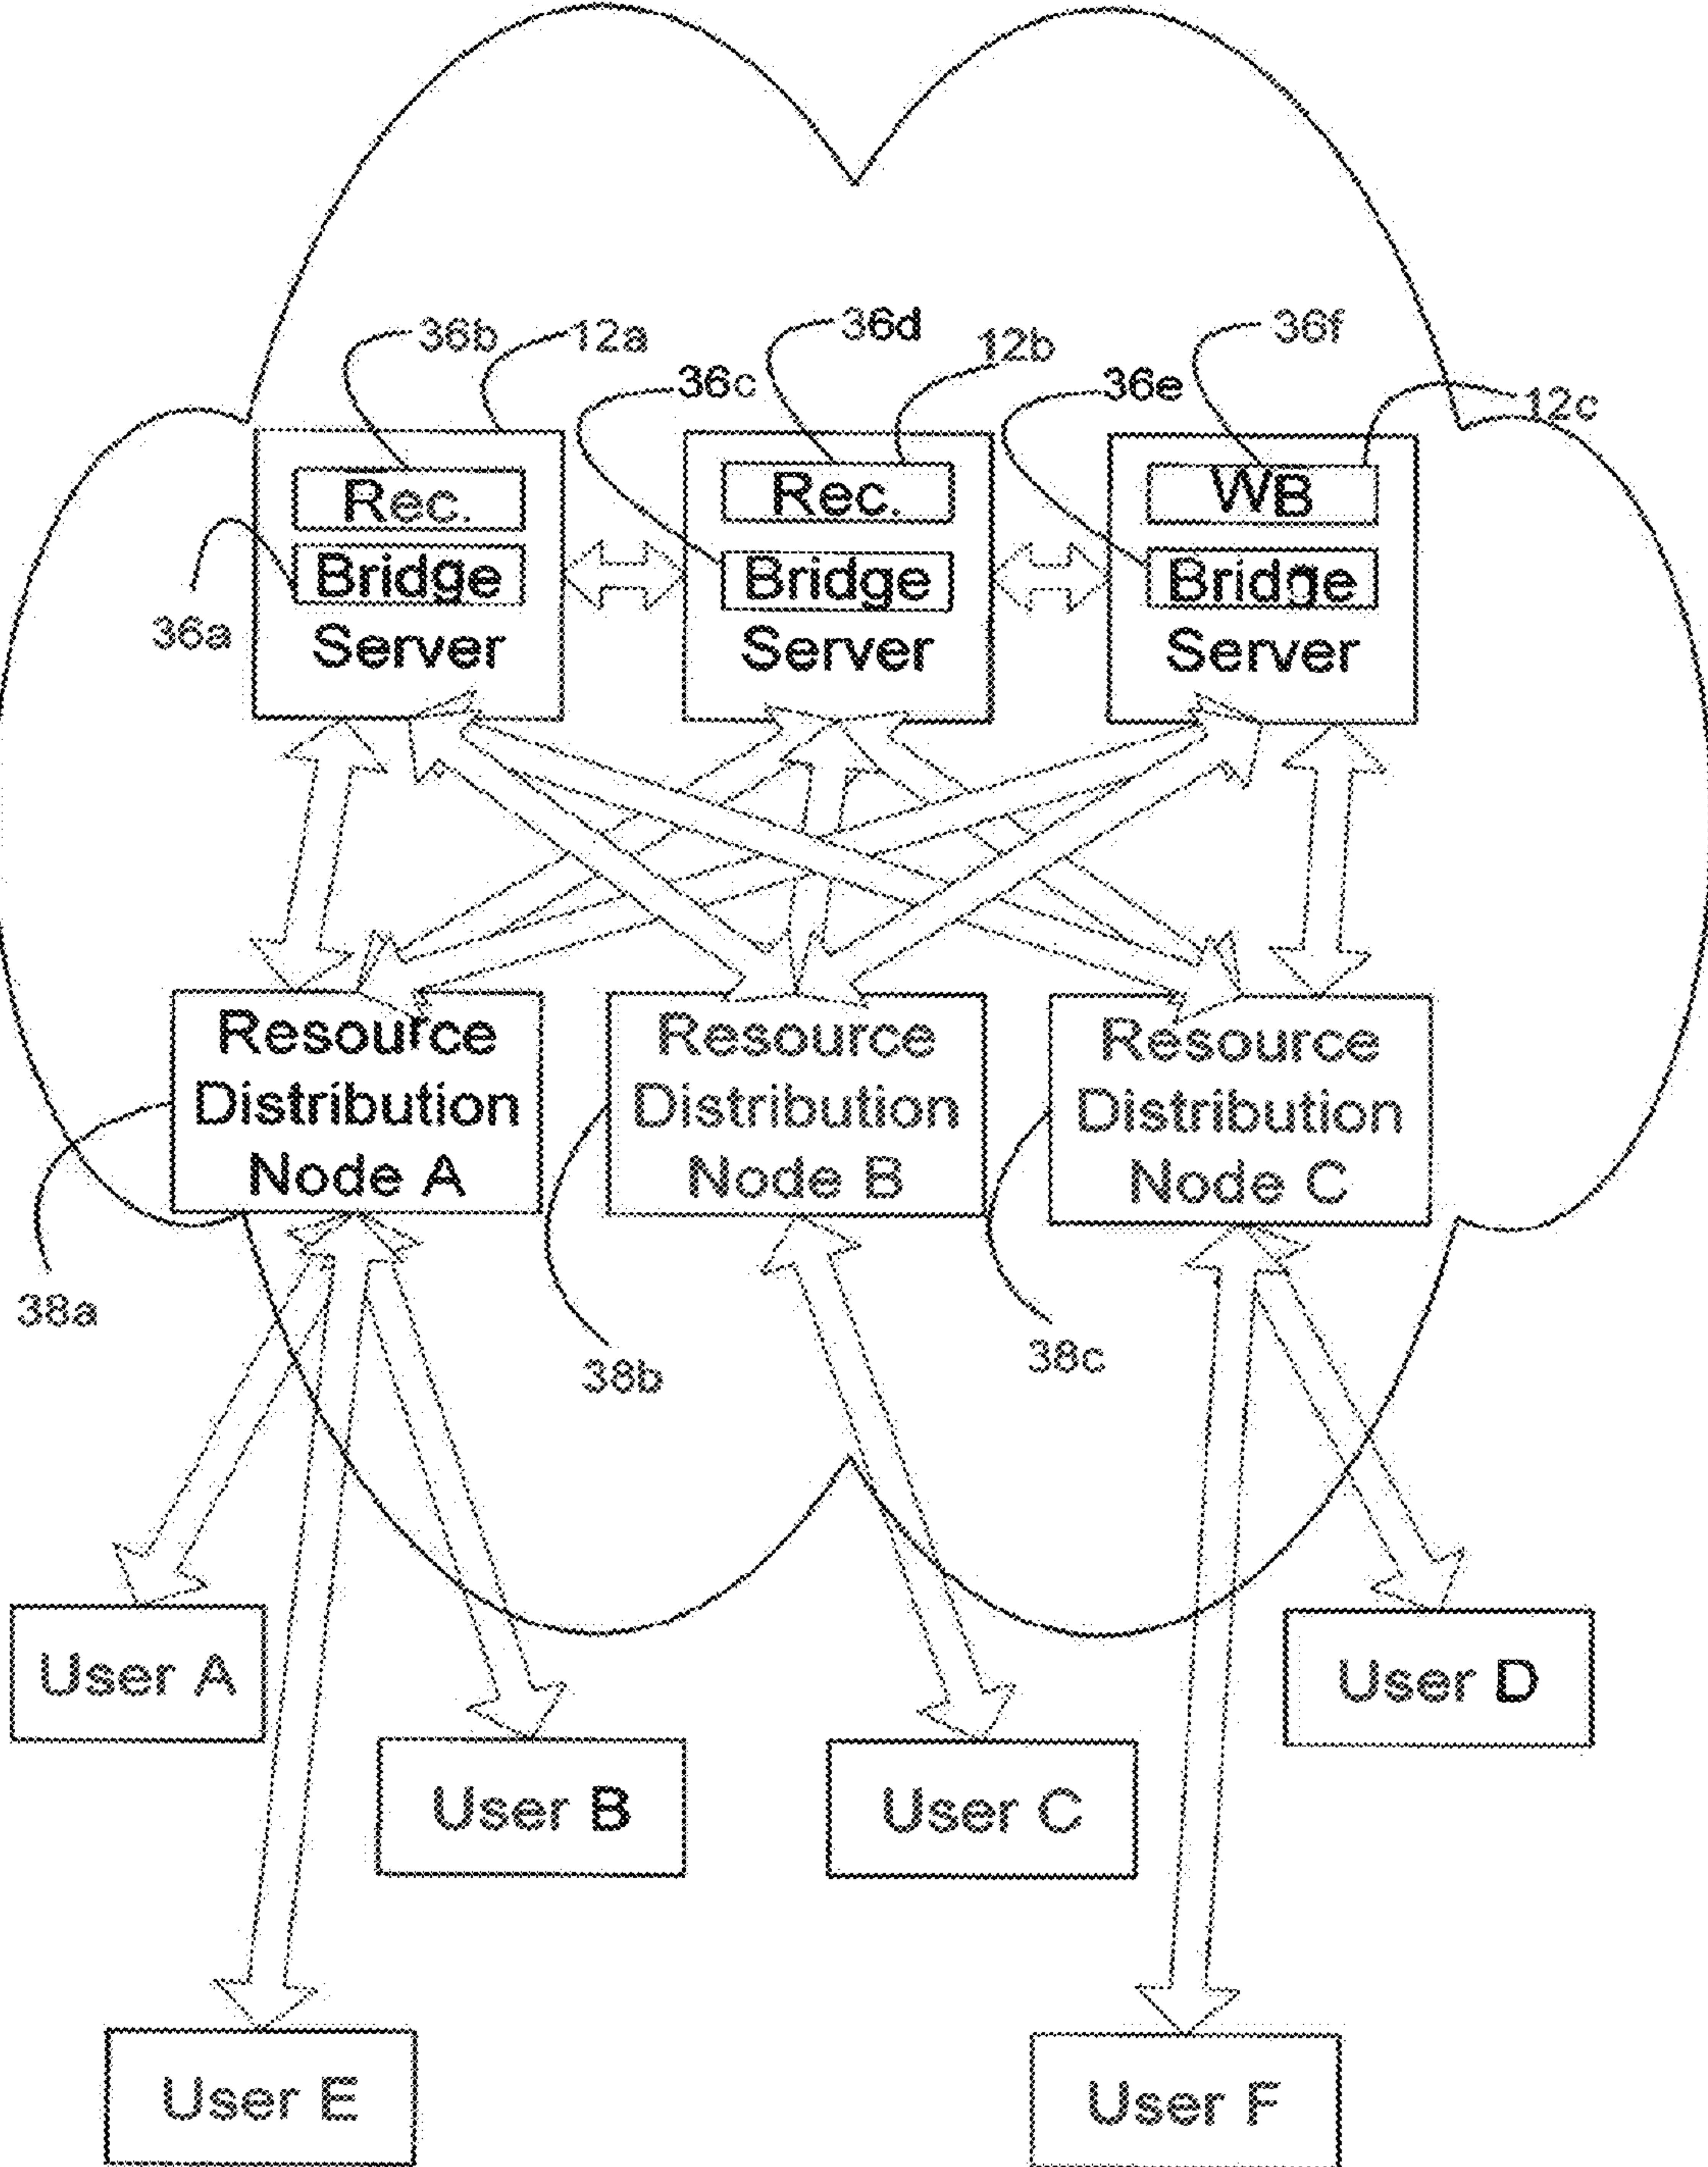 36b
12a
36d
12b
36f
36c
36e
12c
Rec.
Rec.
WB
Bridge
Bridge
Bridge
36a
Server
Server
Server
Resource
Distribution
Node A
Resource
Distribution
Node B
Resource
Distribution
Node C
38a
38b
38c
User A
User D
User B
User C
User E
User F